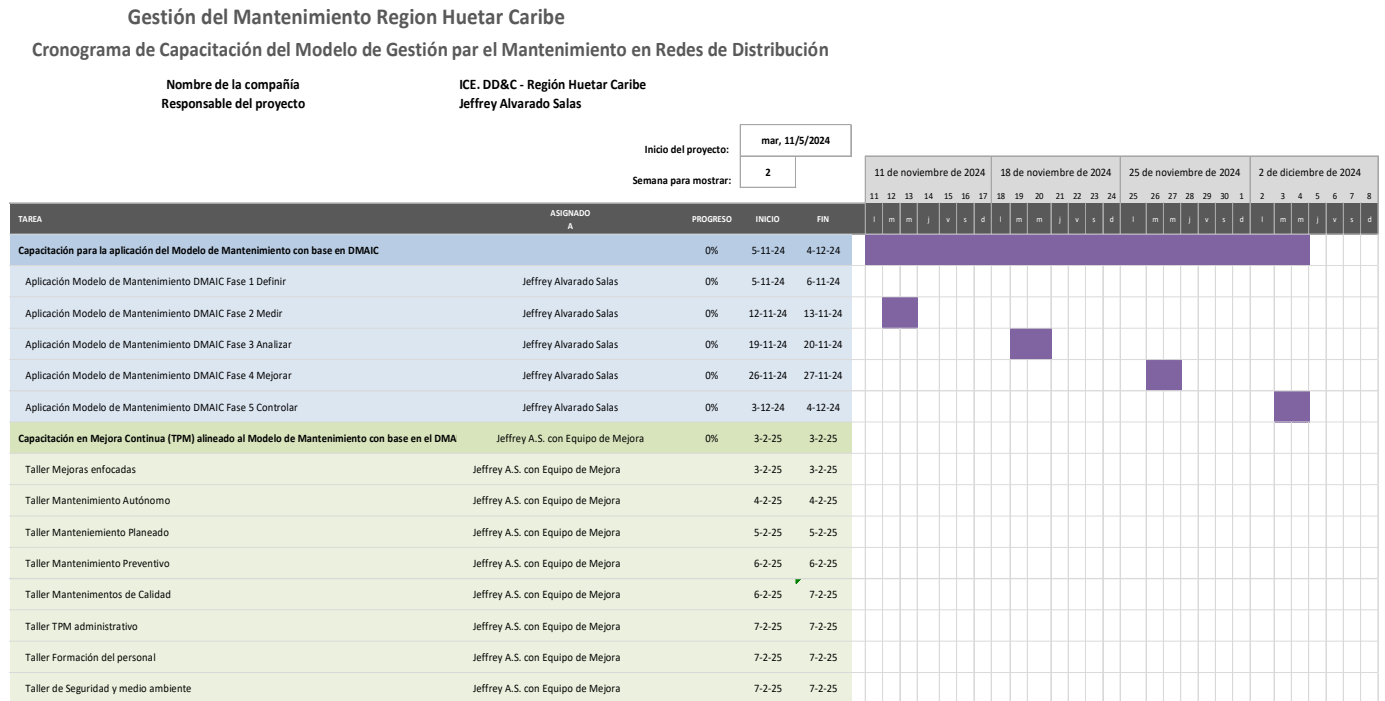 Gestión del Mantenimiento Region Huetar Caribe
Cronograma de Capacitación del Modelo de Gestión par el Mantenimiento en Redes de Distribución
Nombre de la compañía ICE. DD&C - Región Huetar Caribe
Responsable del proyecto Jeffrey Alvarado Salas
Inicio del proyecto: mar, 11/5/2024
Semana para mostrar: 2
11 de noviembre de 2024 18 de noviembre de 2024 25 de noviembre de 2024 2 de diciembre de 2024
11 12 13 14 15 16 17 18 19 20 21 22 23 24 25 26 27 28 29 30 1 2 3 4 5 6 7 8
TAREA ASIGNADO A PROGRESO INICIO FIN l m m j v s d l m m j v s d l m m j v s d l m m j v s d
Capacitación para la aplicación del Modelo de Mantenimiento con base en DMAIC 0% 5-11-24 4-12-24
Aplicación Modelo de Mantenimiento DMAIC Fase 1 Definir Jeffrey Alvarado Salas 0% 5-11-24 6-11-24
Aplicación Modelo de Mantenimiento DMAIC Fase 2 Medir Jeffrey Alvarado Salas 0% 12-11-24 13-11-24
Aplicación Modelo de Mantenimiento DMAIC Fase 3 Analizar Jeffrey Alvarado Salas 0% 19-11-24 20-11-24
Aplicación Modelo de Mantenimiento DMAIC Fase 4 Mejorar Jeffrey Alvarado Salas 0% 26-11-24 27-11-24
Aplicación Modelo de Mantenimiento DMAIC Fase 5 Controlar Jeffrey Alvarado Salas 0% 3-12-24 4-12-24
Capacitación en Mejora Continua (TPM) alineado al Modelo de Mantenimiento con base en el DMA Jeffrey A.S. con Equipo de Mejora 0% 3-2-25 3-2-25
Taller Mejoras enfocadas Jeffrey A.S. con Equipo de Mejora 3-2-25 3-2-25
Taller Mantenimiento Autónomo Jeffrey A.S. con Equipo de Mejora 4-2-25 4-2-25
Taller Manteniemiento Planeado Jeffrey A.S. con Equipo de Mejora 5-2-25 5-2-25
Taller Mantenimiento Preventivo Jeffrey A.S. con Equipo de Mejora 6-2-25 6-2-25
Taller Mantenimentos de Calidad Jeffrey A.S. con Equipo de Mejora 6-2-25 7-2-25
Taller TPM administrativo Jeffrey A.S. con Equipo de Mejora 7-2-25 7-2-25
Taller Formación del personal Jeffrey A.S. con Equipo de Mejora 7-2-25 7-2-25
Taller de Seguridad y medio ambiente Jeffrey A.S. con Equipo de Mejora 7-2-25 7-2-25